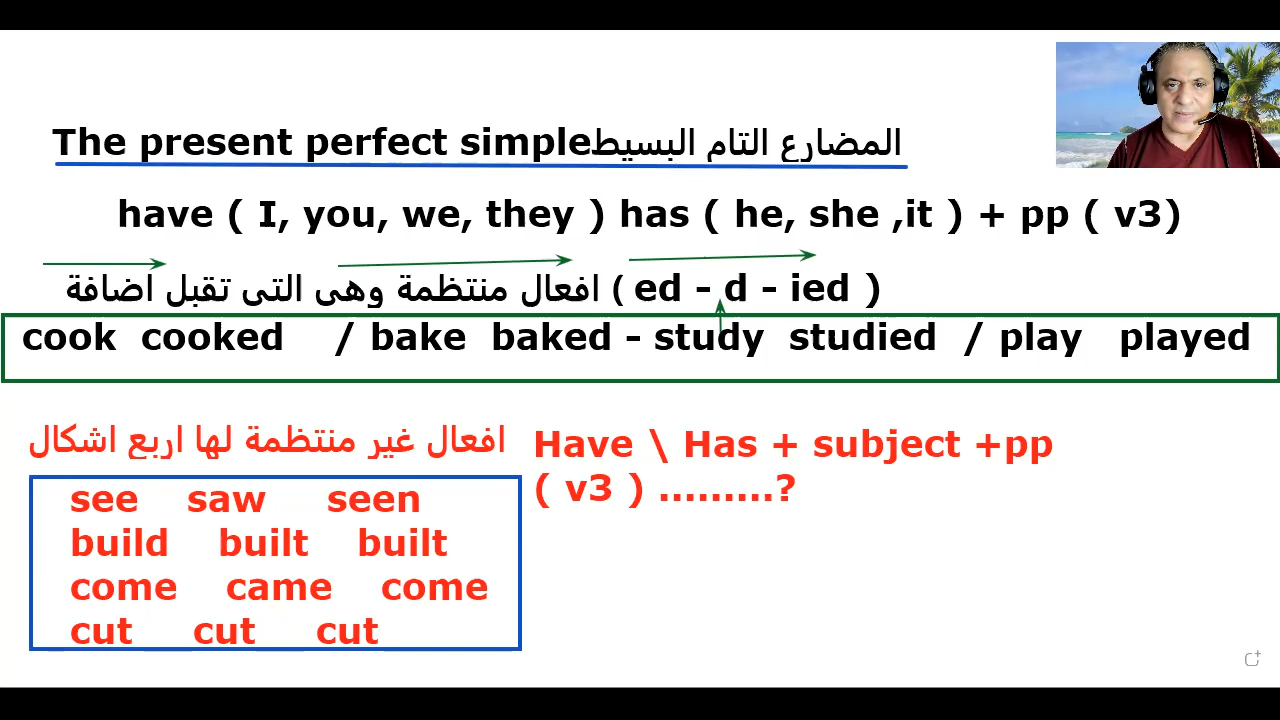 The present perfect simple المضارع التام البسيط
have ( I, you, we, they ) has ( he, she ,it ) + pp ( v3)
افعال منتظمة وهى التى تقبل اضافة ( ed - d - ied )
cook cooked / bake baked - study studied / play played
افعال غير منتظمة لها اربع اشكال
see saw seen
build built built
come came come
cut cut cut
Have \ Has + subject +pp
( v3 ) .........?